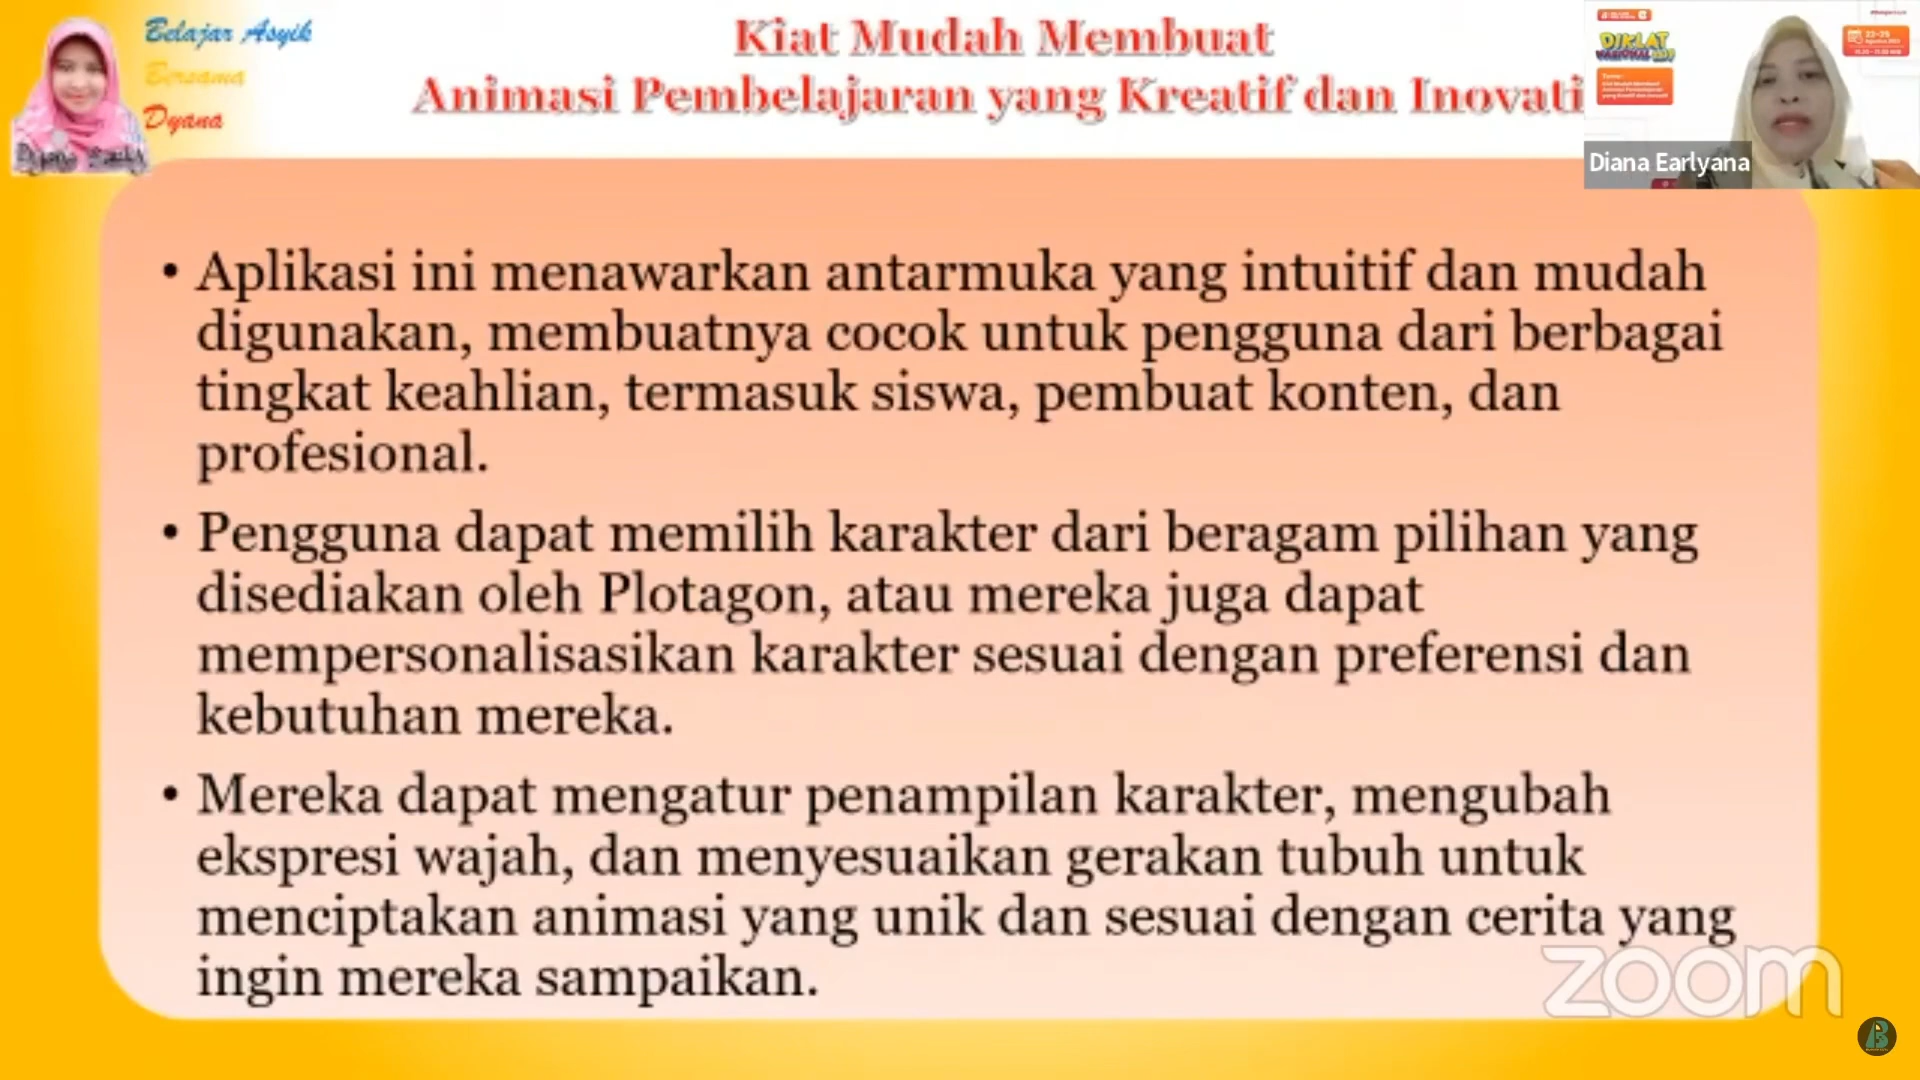 Belajar Asyik
Bersama
Dyana
Kiat Mudah Membuat
Animasi Pembelajaran yang Kreatif dan Inovati
DIKLAT
22-25
Diana Earlyana
• Aplikasi ini menawarkan antarmuka yang intuitif dan mudah
digunakan, membuatnya cocok untuk pengguna dari berbagai
tingkat keahlian, termasuk siswa, pembuat konten, dan
profesional.
• Pengguna dapat memilih karakter dari beragam pilihan yang
disediakan oleh Plotagon, atau mereka juga dapat
mempersonalisasikan karakter sesuai dengan preferensi dan
kebutuhan mereka.
• Mereka dapat mengatur penampilan karakter, mengubah
ekspresi wajah, dan menyesuaikan gerakan tubuh untuk
menciptakan animasi yang unik dan sesuai dengan cerita yang
ingin mereka sampaikan.
zoom